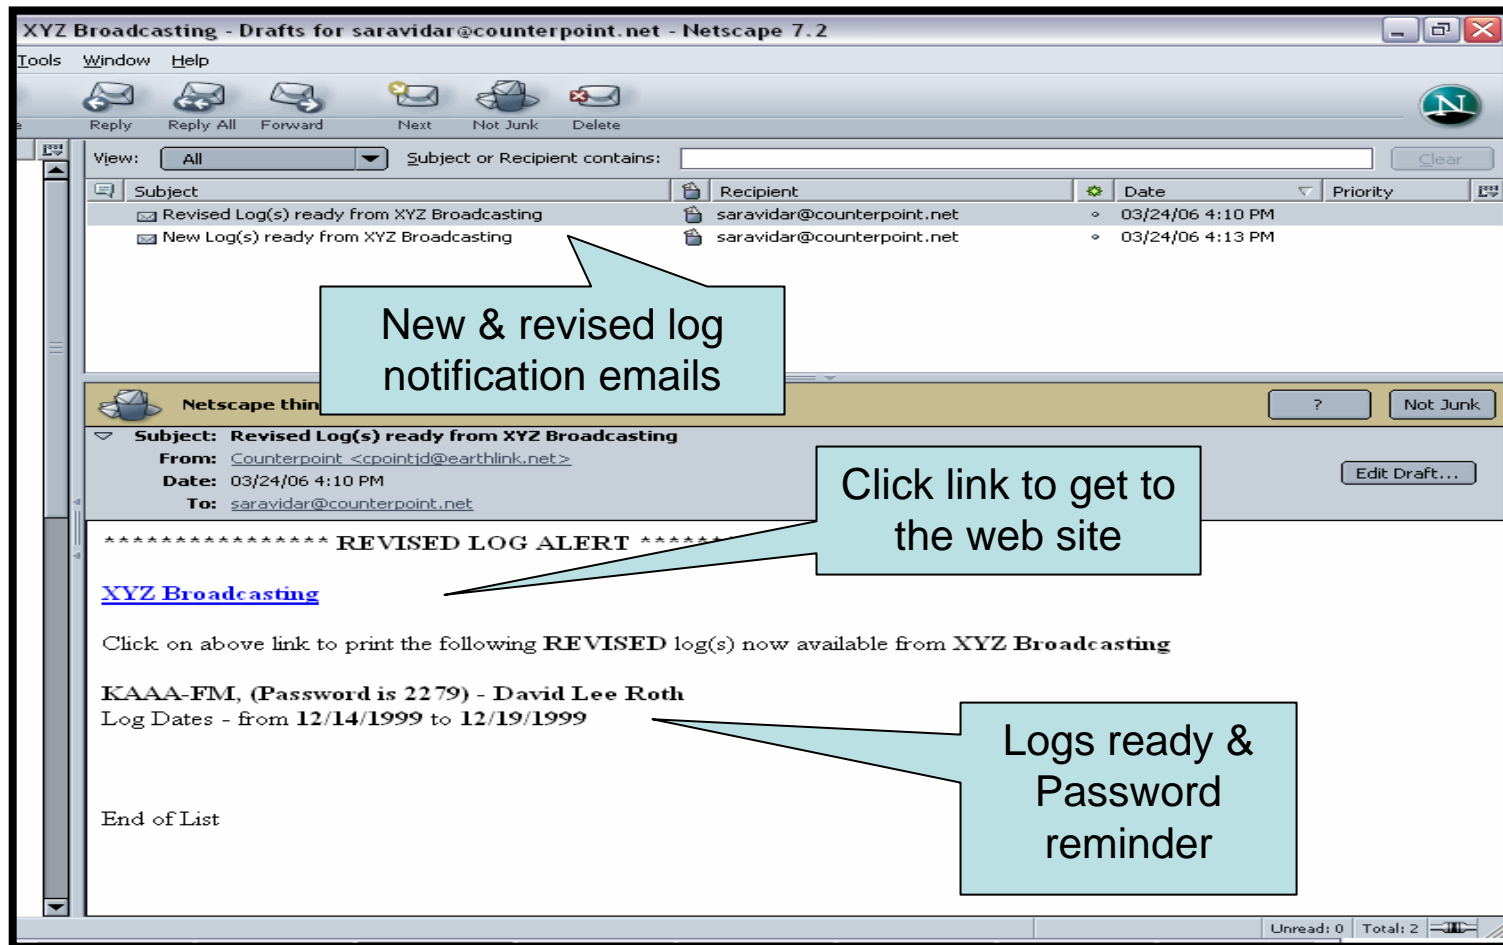 XYZ Broadcasting - Drafts for saravidar@counterpoint.net - Netscape 7.2
Tools Window Help
Reply Reply All Forward Next Not Junk Delete
N
View: All Subject or Recipient contains: Clear
Subject Recipient Date Priority
Revised Log(s) ready from XYZ Broadcasting saravidar@counterpoint.net 03/24/06 4:10 PM
New Log(s) ready from XYZ Broadcasting saravidar@counterpoint.net 03/24/06 4:13 PM
New & revised log
notification emails
Netscape thin ? Not Junk
Subject: Revised Log(s) ready from XYZ Broadcasting
From: Counterpoint <cpointjd@earthlink.net>
Date: 03/24/06 4:10 PM
To: saravidar@counterpoint.net
Edit Draft...
Click link to get to
the web site
**************** REVISED LOG ALERT *******
XYZ Broadcasting
Click on above link to print the following REVISED log(s) now available from XYZ Broadcasting
KAAA-FM, (Password is 2279) - David Lee Roth
Log Dates - from 12/14/1999 to 12/19/1999
Logs ready &
Password
reminder
End of List
Unread: 0 Total: 2